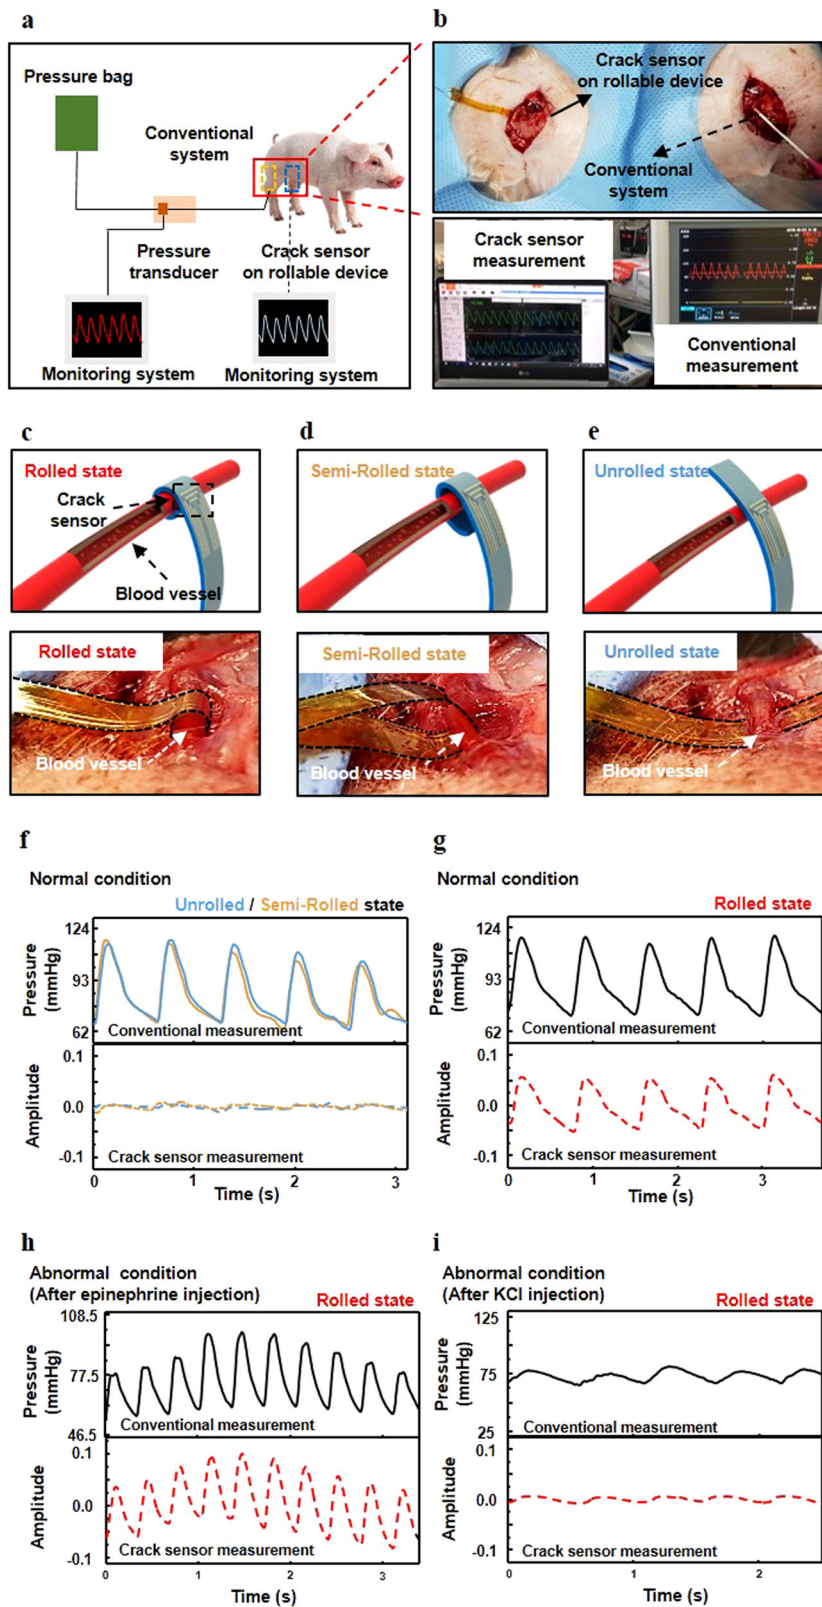 a
Pressure bag
Conventional
system
Pressure
transducer
Crack sensor
on rollable device
Monitoring system
Monitoring system
b
Crack sensor
on rollable device
Conventional
system
Crack sensor
measurement
Conventional
measurement
c
Rolled state
Crack
sensor
Blood vessel
d
Semi-Rolled state
e
Unrolled state
Rolled state
Blood vessel
Semi-Rolled state
Blood vessel
Unrolled state
Blood vessel
f
Normal condition
Unrolled / Semi-Rolled state
Pressure
(mmHg)
124
93
62
Conventional measurement
Amplitude
0.1
0.0
-0.1
Crack sensor measurement
0 1 2 3
Time (s)
g
Normal condition
Rolled state
Pressure
(mmHg)
124
93
62
Conventional measurement
Amplitude
0.1
0.0
-0.1
Crack sensor measurement
0 1 2 3
Time (s)
h
Abnormal condition
(After epinephrine injection)
Rolled state
Pressure
(mmHg)
108.5
77.5
46.5
Conventional measurement
Amplitude
0.1
0.0
-0.1
Crack sensor measurement
0 1 2 3
Time (s)
i
Abnormal condition
(After KCl injection)
Rolled state
Pressure
(mmHg)
125
75
25
Conventional measurement
Amplitude
0.1
0.0
-0.1
Crack sensor measurement
0 1 2
Time (s)